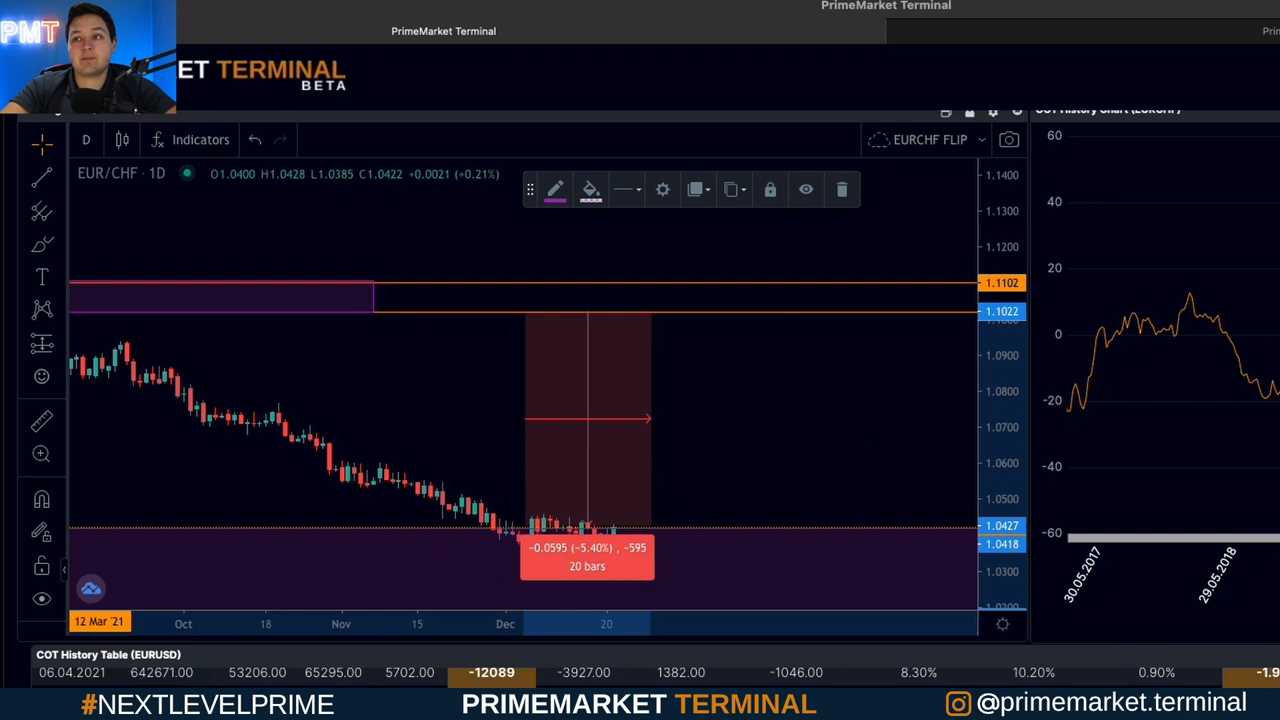 PrimeMarket Terminal
PrimeMarket Terminal
PMT
KET TERMINAL
BETA
D
Indicators
EURCHF FLIP
EUR/CHF · 1D
O1.0400 H1.0428 L1.0385 C1.0422 +0.0021 (+0.21%)
1.1400
1.1300
1.1200
1.1102
1.1022
1.0900
1.0800
1.0700
1.0600
1.0500
1.0427
1.0418
1.0300
-0.0595 (-5.40%) , -595
20 bars
12 Mar '21
Oct
18
Nov
15
Dec
20
60
40
20
0
-20
-40
-60
30.05.2017
29.05.2018
COT History Table (EURUSD)
06.04.2021 642671.00 53206.00 65295.00 5702.00 -12089 -3927.00 1382.00 -1046.00 8.30% 10.20% 0.90%
#NEXTLEVELPRIME
PRIMEMARKET TERMINAL
@primemarket.terminal